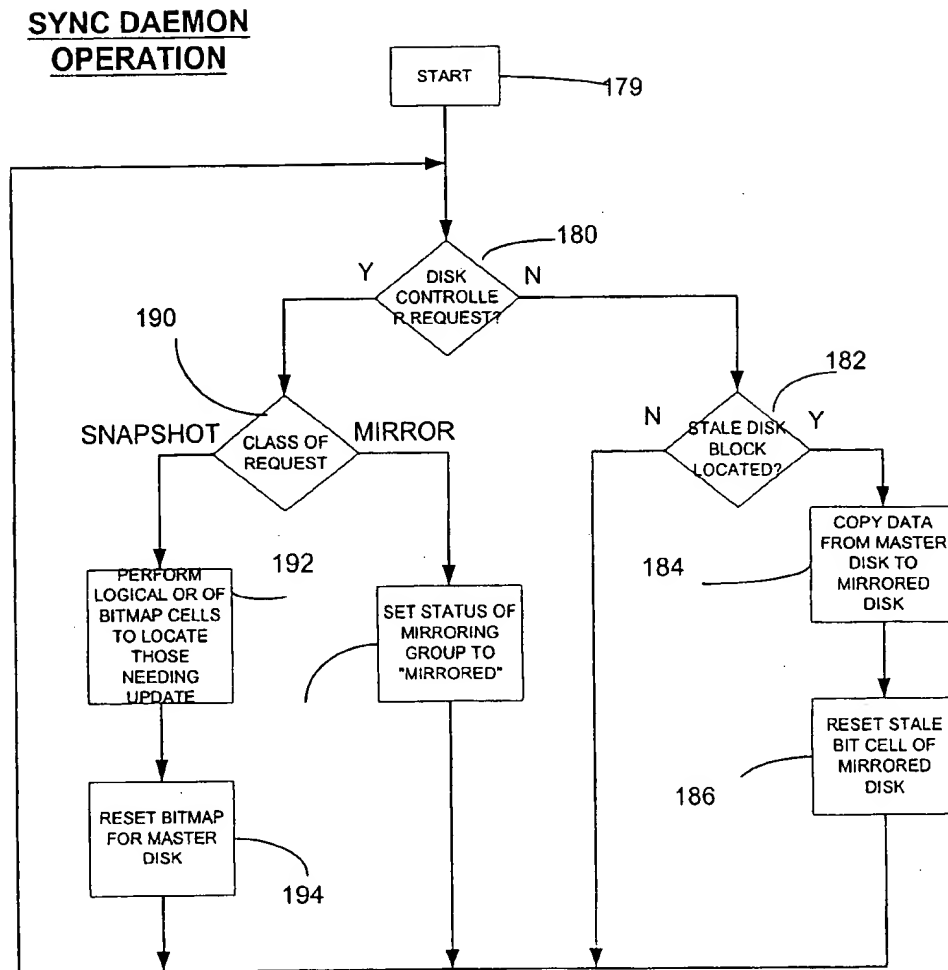 SYNC DAEMON
OPERATION
START
179
180
Y
DISK
CONTROLLE
R REQUEST?
N
190
182
SNAPSHOT
CLASS OF
REQUEST
MIRROR
N
STALE DISK
BLOCK
LOCATED?
Y
192
PERFORM
LOGICAL OR OF
BITMAP CELLS
TO LOCATE
THOSE
NEEDING
UPDATE
SET STATUS OF
MIRRORING
GROUP TO
"MIRRORED"
184
COPY DATA
FROM MASTER
DISK TO
MIRRORED
DISK
RESET BITMAP
FOR MASTER
DISK
194
186
RESET STALE
BIT CELL OF
MIRRORED
DISK